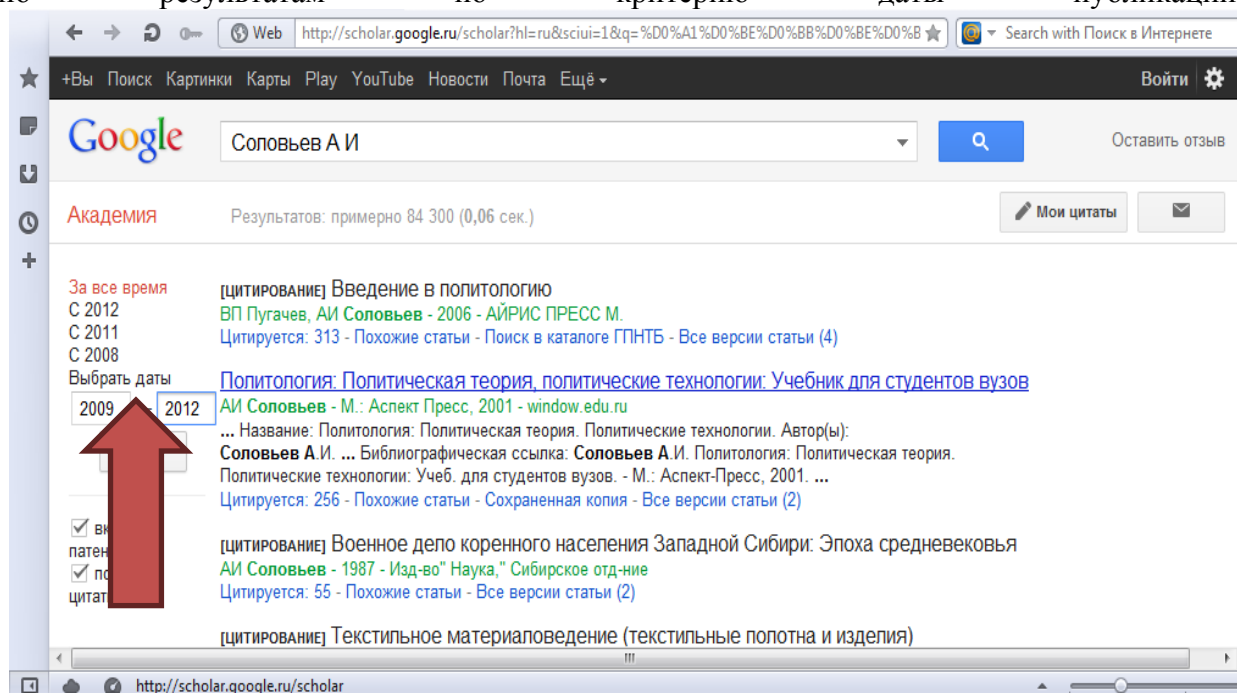 по результатам по критерию даты публикации
Web http://scholar.google.ru/scholar?hl=ru&sciui=1&q=%D0%A1%D0%BE%D0%BB%D0%BE%D0%B Search with Поиск в Интернете
+Вы Поиск Картинки Карты Play YouTube Новости Почта Ещё Войти
Google Соловьев А И Оставить отзыв
Академия Результатов: примерно 84 300 (0,06 сек.) Мои цитаты
За все время
С 2012
С 2011
С 2008
Выбрать даты
2009 – 2012
[ЦИТИРОВАНИЕ] Введение в политологию
ВП Пугачев, АИ Соловьев - 2006 - АЙРИС ПРЕСС М.
Цитируется: 313 - Похожие статьи - Поиск в каталоге ГПНТБ - Все версии статьи (4)
Политология: Политическая теория, политические технологии: Учебник для студентов вузов
АИ Соловьев - М.: Аспект Пресс, 2001 - window.edu.ru
... Название: Политология: Политическая теория. Политические технологии. Автор(ы):
Соловьев А.И. ... Библиографическая ссылка: Соловьев А.И. Политология: Политическая теория.
Политические технологии: Учеб. для студентов вузов. - М.: Аспект-Пресс, 2001. ...
Цитируется: 256 - Похожие статьи - Сохраненная копия - Все версии статьи (2)
[ЦИТИРОВАНИЕ] Военное дело коренного населения Западной Сибири: Эпоха средневековья
АИ Соловьев - 1987 - Изд-во" Наука," Сибирское отд-ние
Цитируется: 55 - Похожие статьи - Все версии статьи (2)
[ЦИТИРОВАНИЕ] Текстильное материаловедение (текстильные полотна и изделия)
http://scholar.google.ru/scholar